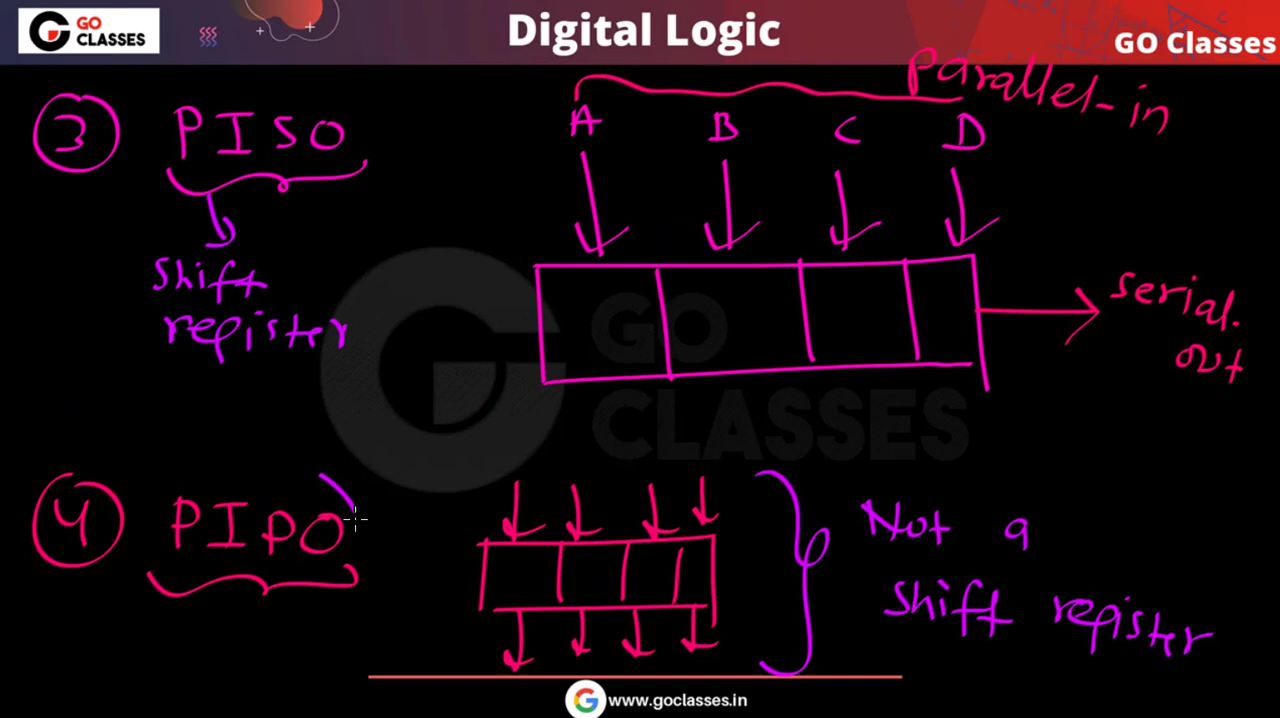 GO
CLASSES
Digital Logic
GO Classes
Parallel-in
3
PISO
A B C D
Shift
register
serial.
out
GO
CLASSES
4
PIPO
Not a
Shift register
www.goclasses.in